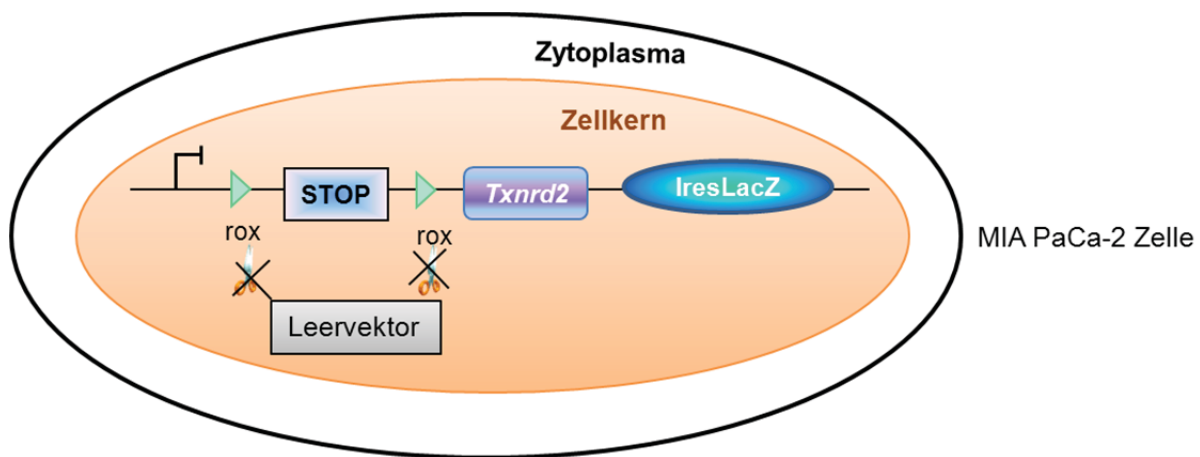 Zytoplasma
Zellkern
STOP
Txnrd2
IresLacZ
rox
rox
MIA PaCa-2 Zelle
Leervektor